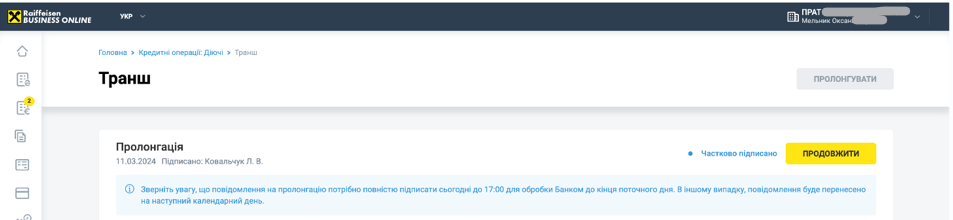 Raiffeisen
BUSINESS ONLINE
УКР
ПРАТ
Мельник Оксан
Головна > Кредитні операції: Діючі > Транш
Транш
ПРОЛОНГУВАТИ
2
Пролонгація
11.03.2024 Підписано: Ковальчук Л. В.
Частково підписано
ПРОДОВЖИТИ
Зверніть увагу, що повідомлення на пролонгацію потрібно повністю підписати сьогодні до 17:00 для обробки Банком до кінця поточного дня. В іншому випадку, повідомлення буде перенесено
на наступний календарний день.